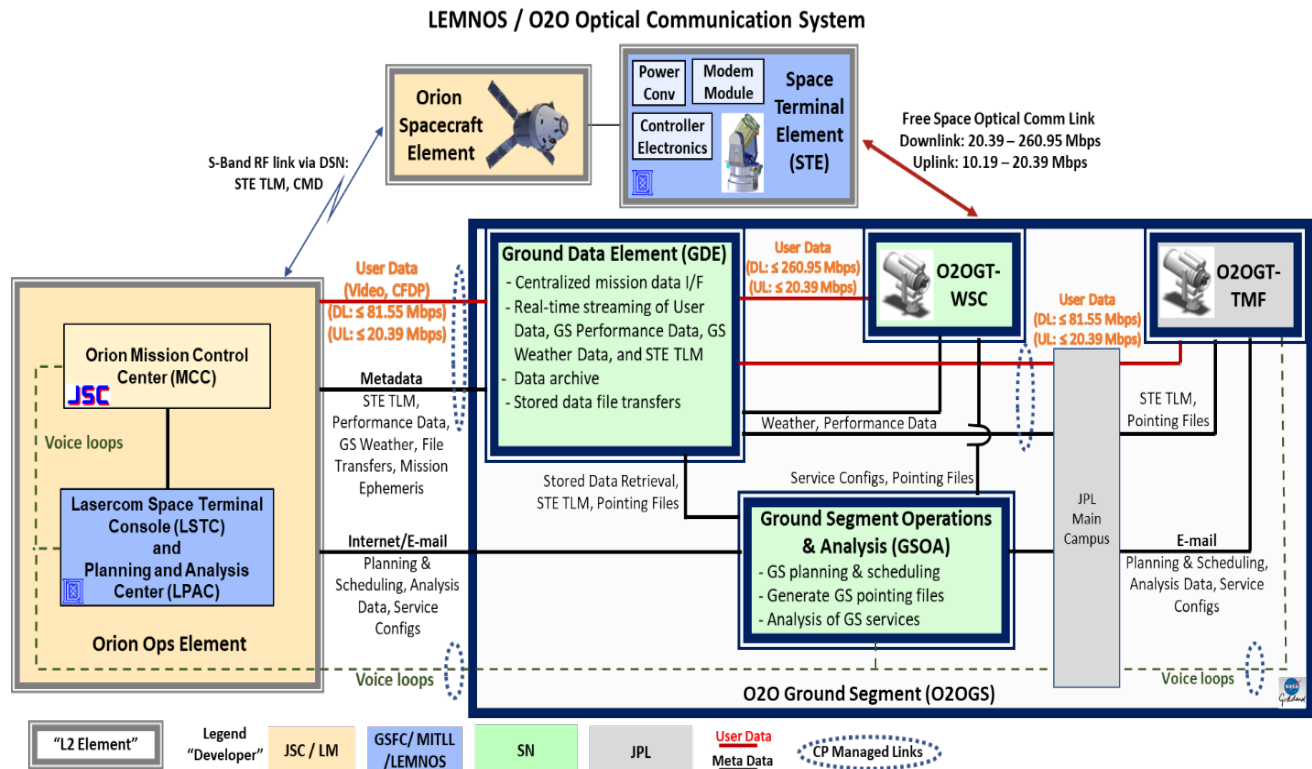 LEMNOS / O2O Optical Communication System
Orion
Spacecraft
Element
Power
Conv
Modem
Module
Controller
Electronics
Space
Terminal
Element
(STE)
Free Space Optical Comm Link
Downlink: 20.39 – 260.95 Mbps
Uplink: 10.19 – 20.39 Mbps
S-Band RF link via DSN:
STE TLM, CMD
User Data
(Video, CFDP)
(DL: ≤ 81.55 Mbps)
(UL: ≤ 20.39 Mbps)
Ground Data Element (GDE)
- Centralized mission data I/F
- Real-time streaming of User
Data, GS Performance Data, GS
Weather Data, and STE TLM
- Data archive
- Stored data file transfers
User Data
(DL: ≤ 260.95 Mbps)
(UL: ≤ 20.39 Mbps)
O2OGT-
WSC
User Data
(DL: ≤ 81.55 Mbps)
(UL: ≤ 20.39 Mbps)
O2OGT-
TMF
Orion Mission Control
Center (MCC)
JSC
Voice loops
Metadata
STE TLM,
Performance Data,
GS Weather, File
Transfers, Mission
Ephemeris
Weather, Performance Data
STE TLM,
Pointing Files
Stored Data Retrieval,
STE TLM, Pointing Files
Service Configs, Pointing Files
Lasercom Space Terminal
Console (LSTC)
and
Planning and Analysis
Center (LPAC)
Orion Ops Element
Internet/E-mail
Planning &
Scheduling, Analysis
Data, Service
Configs
Ground Segment Operations
& Analysis (GSOA)
- GS planning & scheduling
- Generate GS pointing files
- Analysis of GS services
JPL
Main
Campus
E-mail
Planning & Scheduling,
Analysis Data, Service
Configs
Voice loops
Voice loops
O2O Ground Segment (O2OGS)
NASA
Goddard
"L2 Element"
Legend
"Developer"
JSC / LM
GSFC/ MITLL
/LEMNOS
SN
JPL
User Data
Meta Data
CP Managed Links